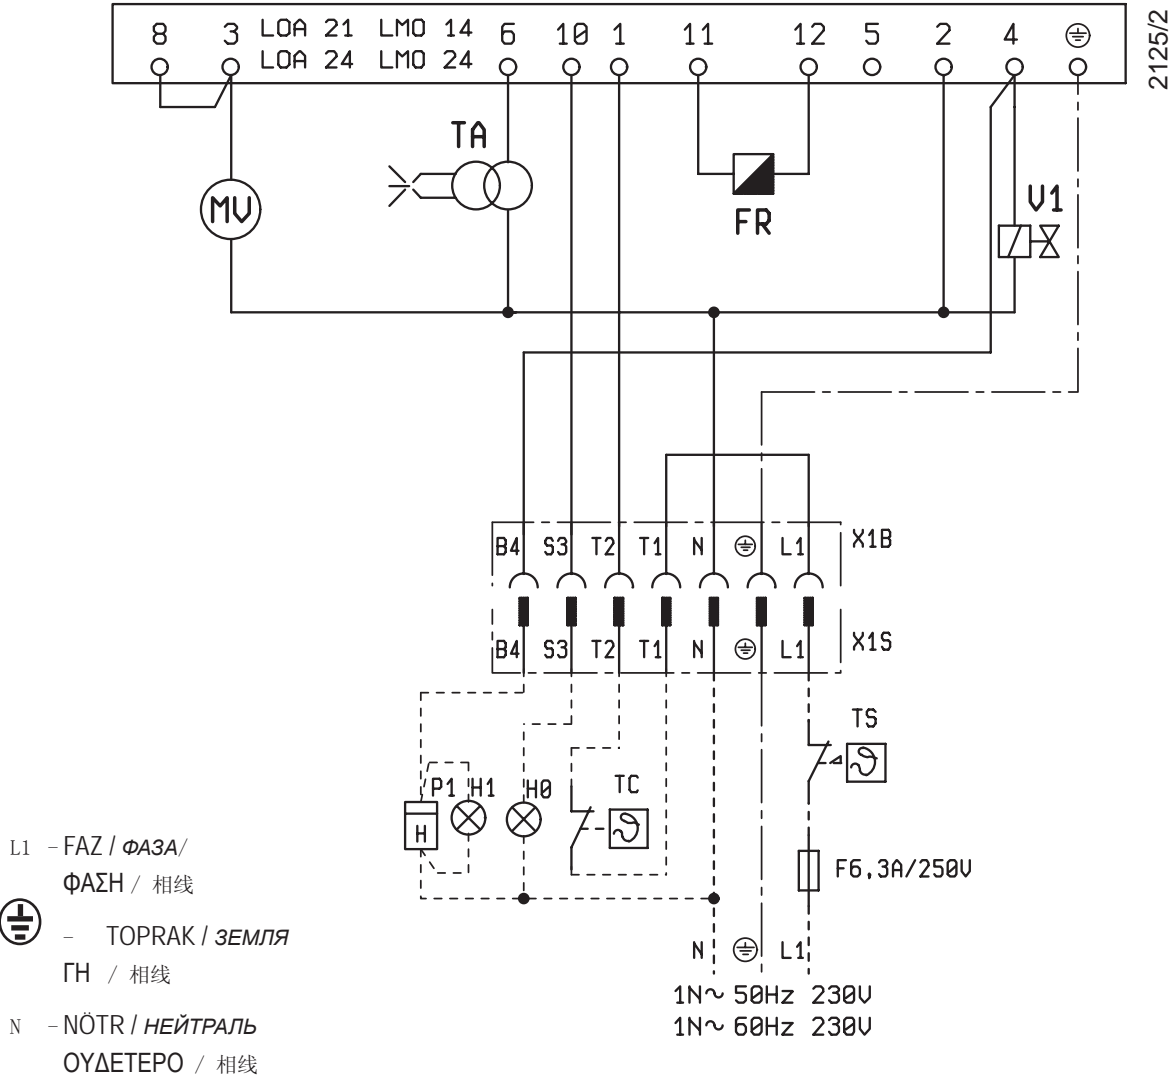 8 3 LOA 21 LMO 14 6 10 1 11 12 5 2 4
LOA 24 LMO 24
2125/2
TA
MV
FR
V1
B4 S3 T2 T1 N L1 X1B
B4 S3 T2 T1 N L1 X1S
TS
P1 H1 H0 TC
H
F6,3A/250V
N L1
1N~ 50Hz 230V
1N~ 60Hz 230V
L1 – FAZ / ФАЗА/
ΦΑΣΗ / 相线
– TOPRAK / ЗЕМЛЯ
ΓΗ / 相线
N – NÖTR / НЕЙТРАЛЬ
ΟΥΔΕΤΕΡΟ / 相线